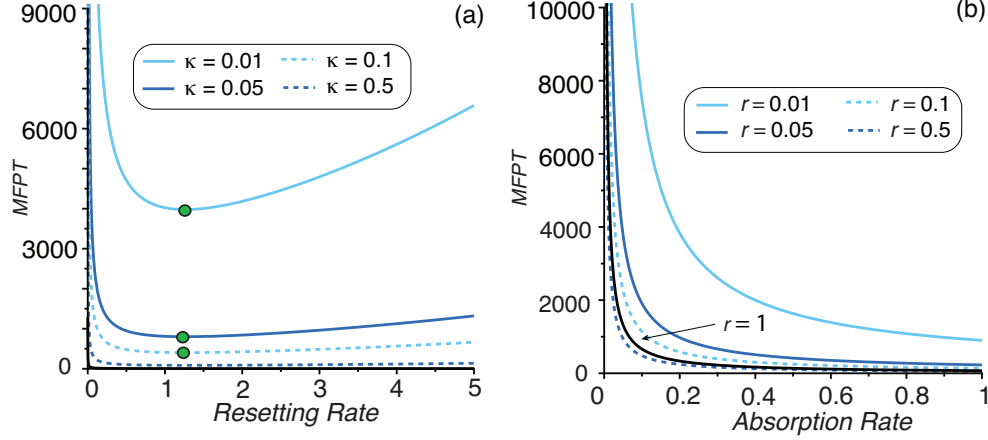 (a)
9000
6000
3000
0
MFPT
κ = 0.01
κ = 0.1
κ = 0.05
κ = 0.5
0 1 2 3 4 5
Resetting Rate
(b)
10000
8000
6000
4000
2000
0
MFPT
r = 0.01
r = 0.1
r = 0.05
r = 0.5
r = 1
0 0.2 0.4 0.6 0.8 1
Absorption Rate